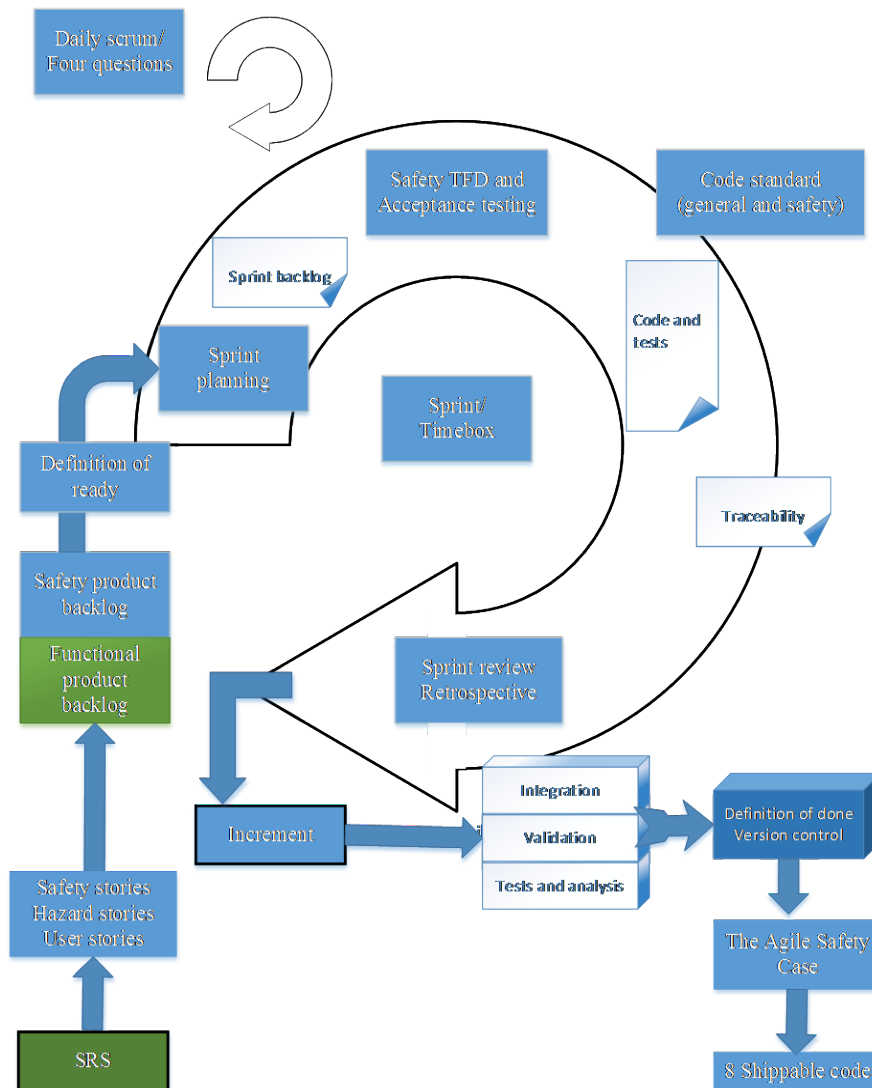 Daily scrum/
Four questions
Safety TFD and
Acceptance testing
Code standard
(general and safety)
Sprint backlog
Code and
tests
Sprint
planning
Sprint/
Timebox
Definition of
ready
Traceability
Safety product
backlog
Functional
product
backlog
Sprint review
Retrospective
Integration
Increment
Validation
Tests and analysis
Definition of done
Version control
Safety stories
Hazard stories
User stories
The Agile Safety
Case
SRS
8 Shippable code